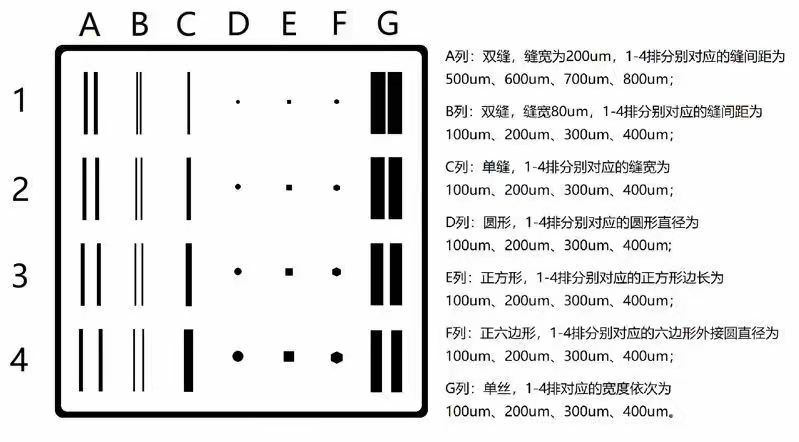 A B C D E F G
1
2
3
4
A列：双缝，缝宽为200um，1-4排分别对应的缝间距为
500um、600um、700um、800um；
B列：双缝，缝宽80um，1-4排分别对应的缝间距为
100um、200um、300um、400um；
C列：单缝，1-4排分别对应的缝宽为
100um、200um、300um、400um；
D列：圆形，1-4排分别对应的圆形直径为
100um、200um、300um、400um；
E列：正方形，1-4排分别对应的正方形边长为
100um、200um、300um、400um；
F列：正六边形，1-4排分别对应的六边形外接圆直径为
100um、200um、300um、400um；
G列：单丝，1-4排对应的宽度依次为
100um、200um、300um、400um。